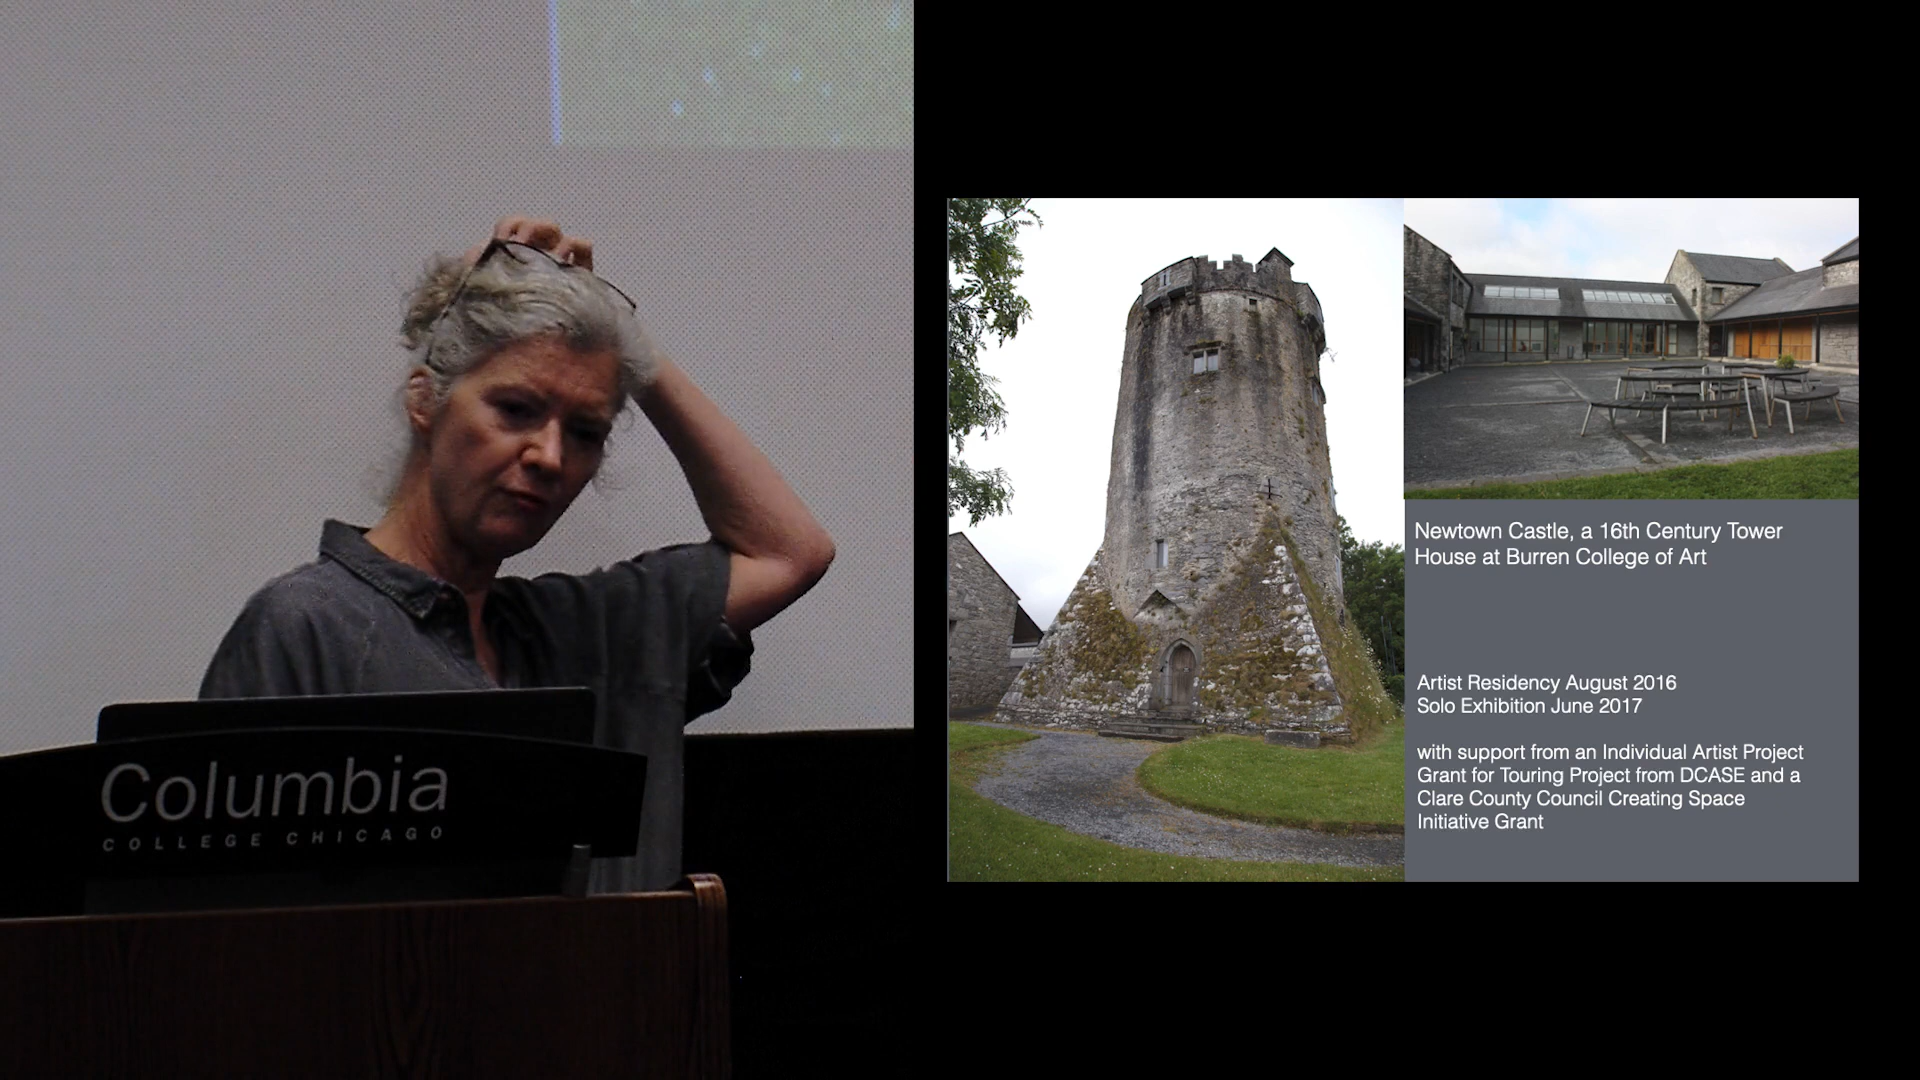 Columbia
COLLEGE CHICAGO
Newtown Castle, a 16th Century Tower
House at Burren College of Art
Artist Residency August 2016
Solo Exhibition June 2017
with support from an Individual Artist Project
Grant for Touring Project from DCASE and a
Clare County Council Creating Space
Initiative Grant